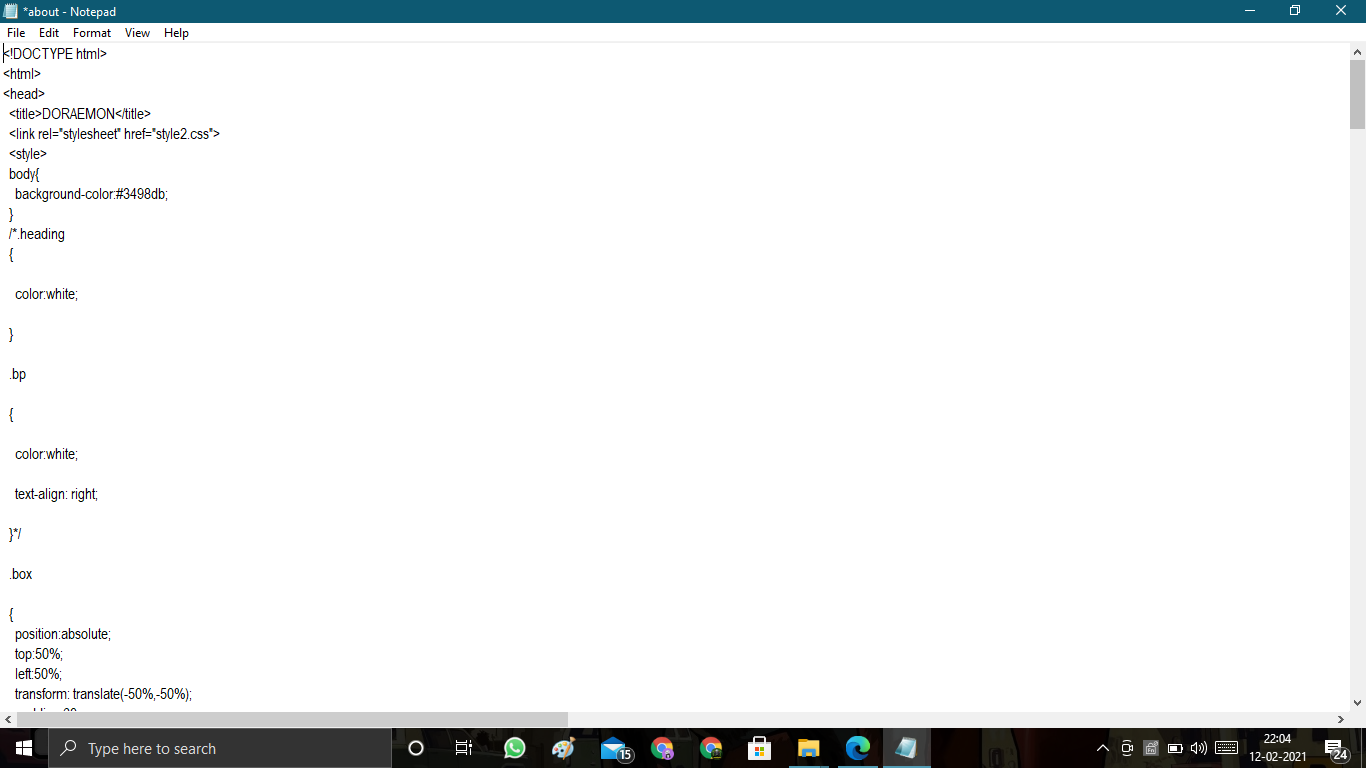 *about - Notepad
File Edit Format View Help
<!DOCTYPE html>
<html>
<head>
<title>DORAEMON</title>
<link rel="stylesheet" href="style2.css">
<style>
body{
background-color:#3498db;
}
/*.heading
{
color:white;
}
.bp
{
color:white;
text-align: right;
}*/
.box
{
position:absolute;
top:50%;
left:50%;
transform: translate(-50%,-50%);
Type here to search
15
22:04
12-02-2021
24